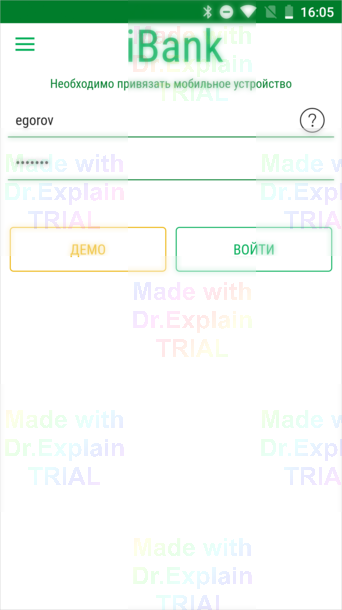 16:05
iBank
Необходимо привязать мобильное устройство
egorov
?
•••••••
ДЕМО
ВОЙТИ
Made with
Dr.Explain
TRIAL
Made with
Dr.Explain
TRIAL
Made with
Dr.Explain
TRIAL
Made with
Dr.Explain
TRIAL
Made with
Dr.Explain
TRIAL
Made with
Dr.Explain
TRIAL
Made with
Dr.Explain
TRIAL